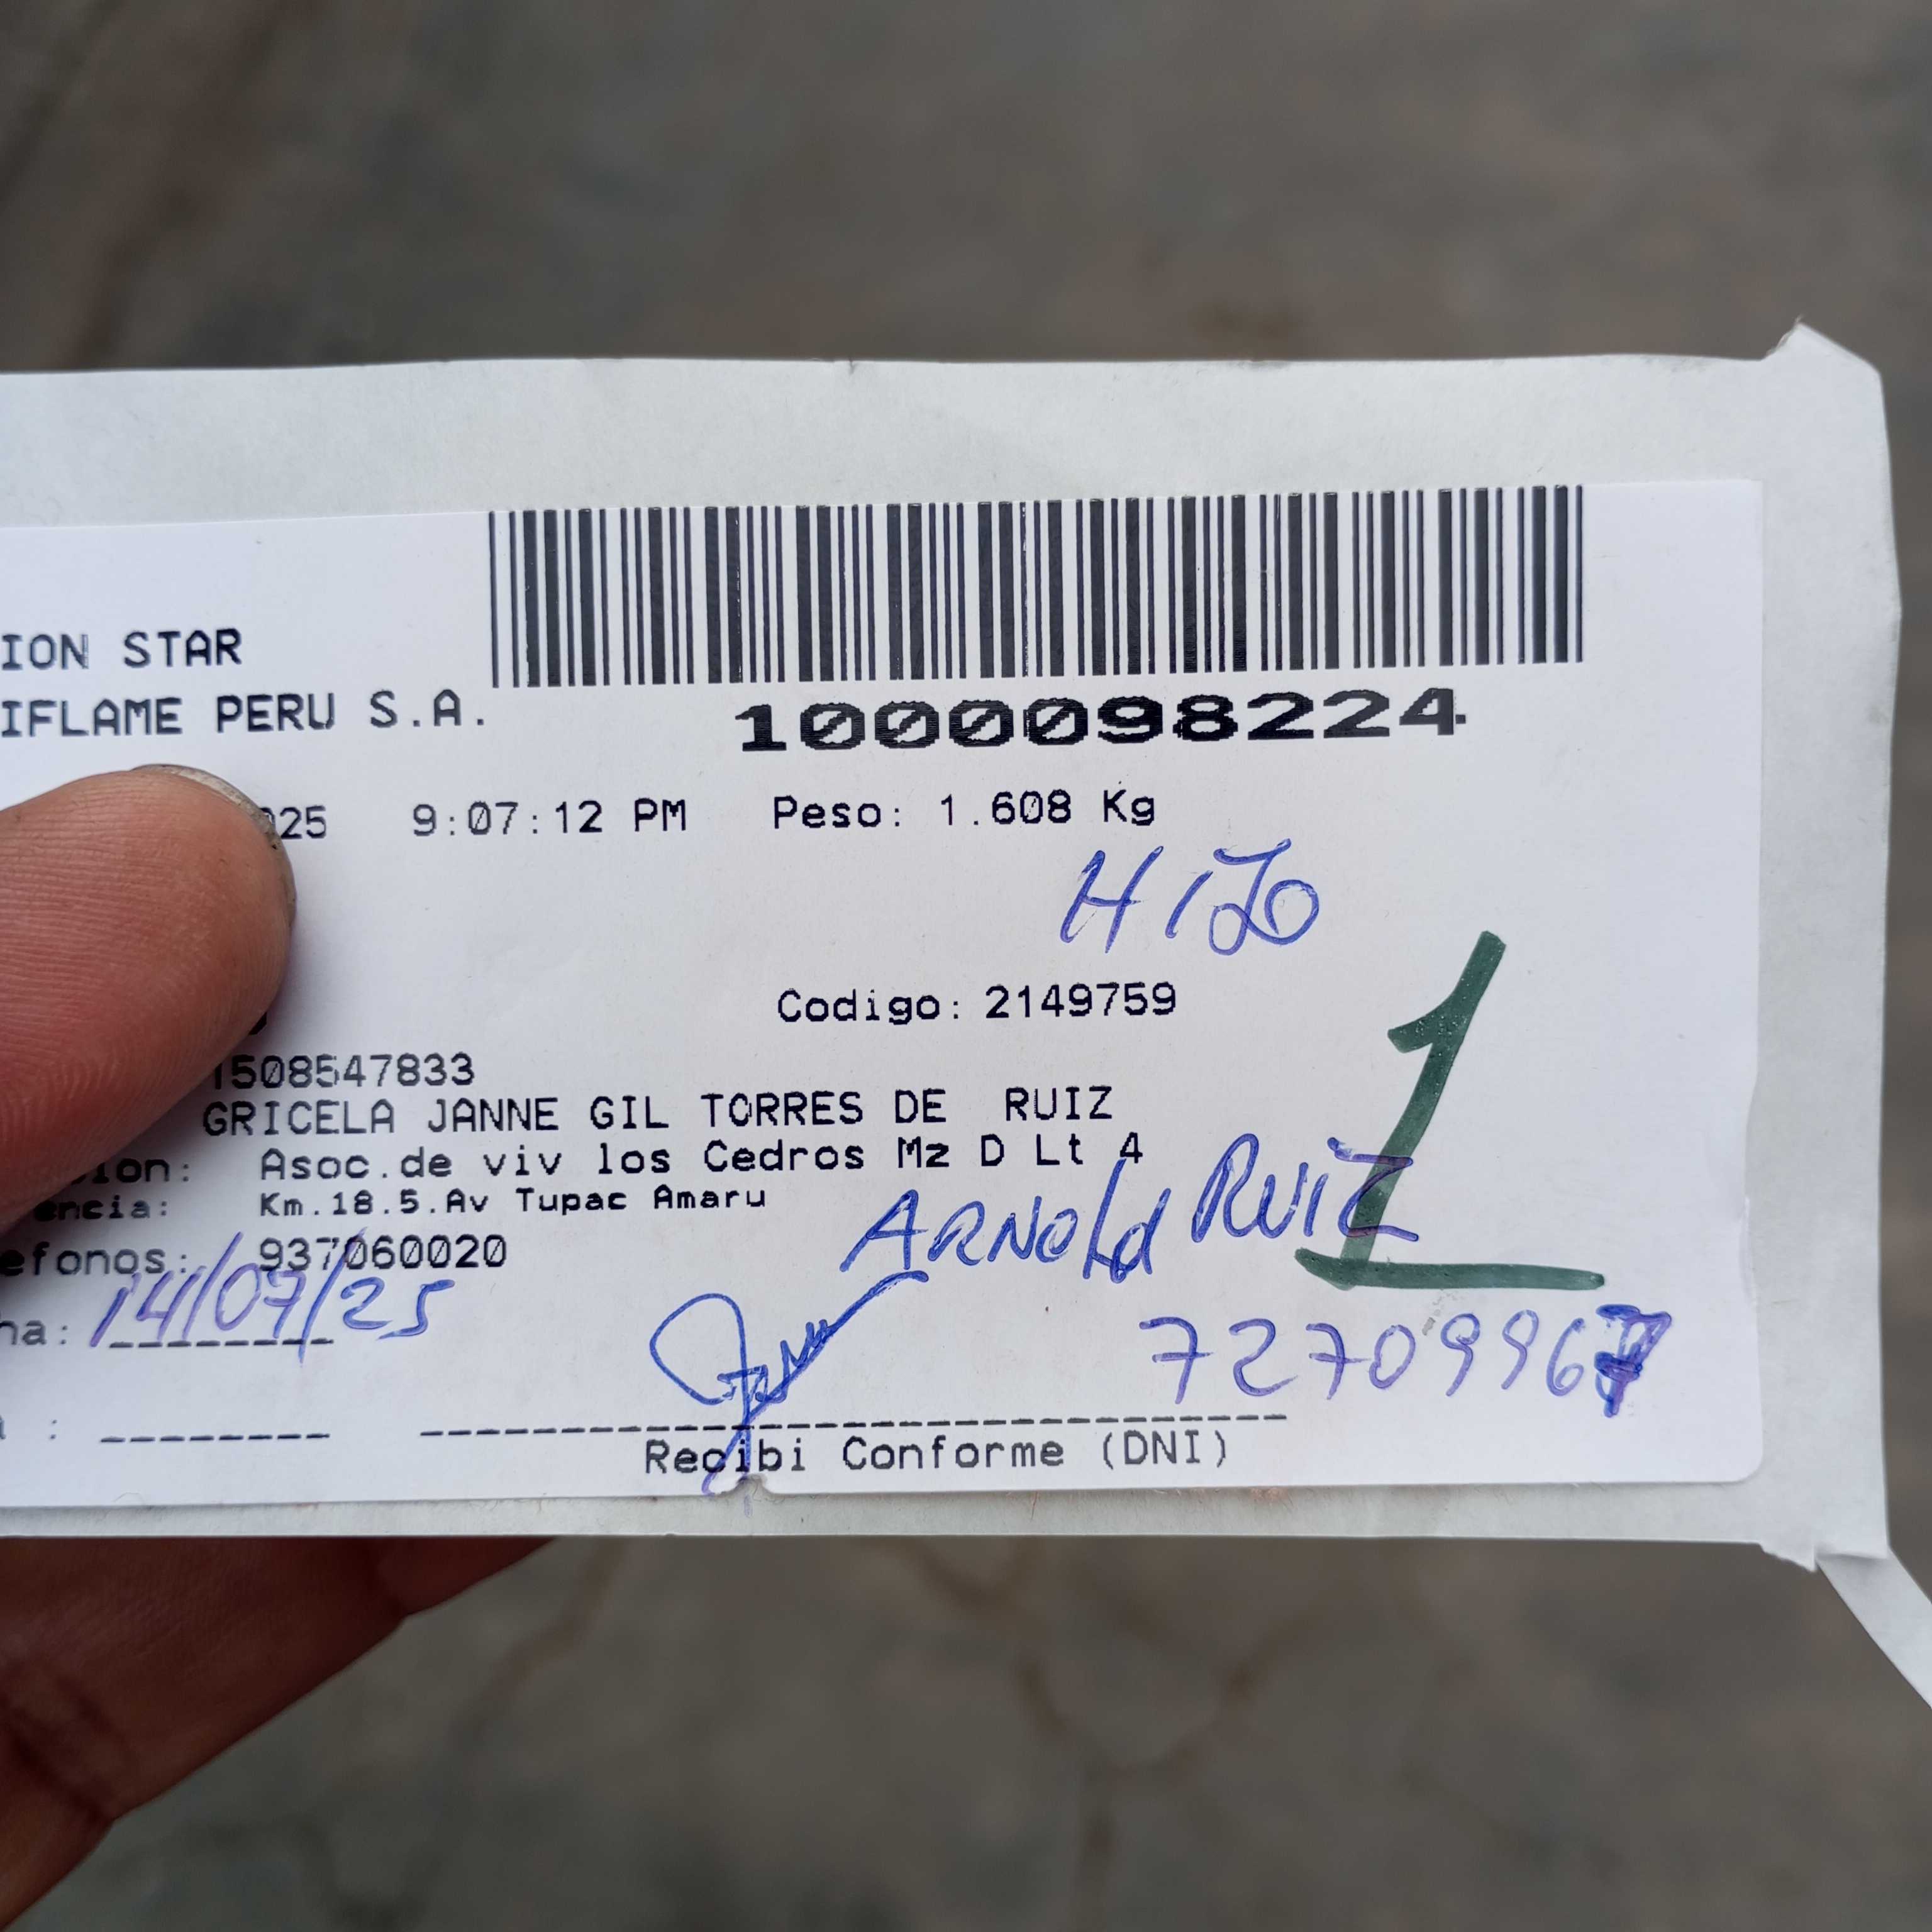 ION STAR
IFLAME PERU S.A.
1000098224
025 9:07:12 PM Peso: 1.608 Kg
HIJO
Codigo: 2149759
1508547833
GRICELA JANNE GIL TORRES DE RUIZ
cion: Asoc.de viv los Cedros Mz D Lt 4
encia: Km.18.5.Av Tupac Amaru
efonos: 937060020
ARNOLD RUIZ
1
ha: 14/07/25
7270996
Recibi Conforme (DNI)